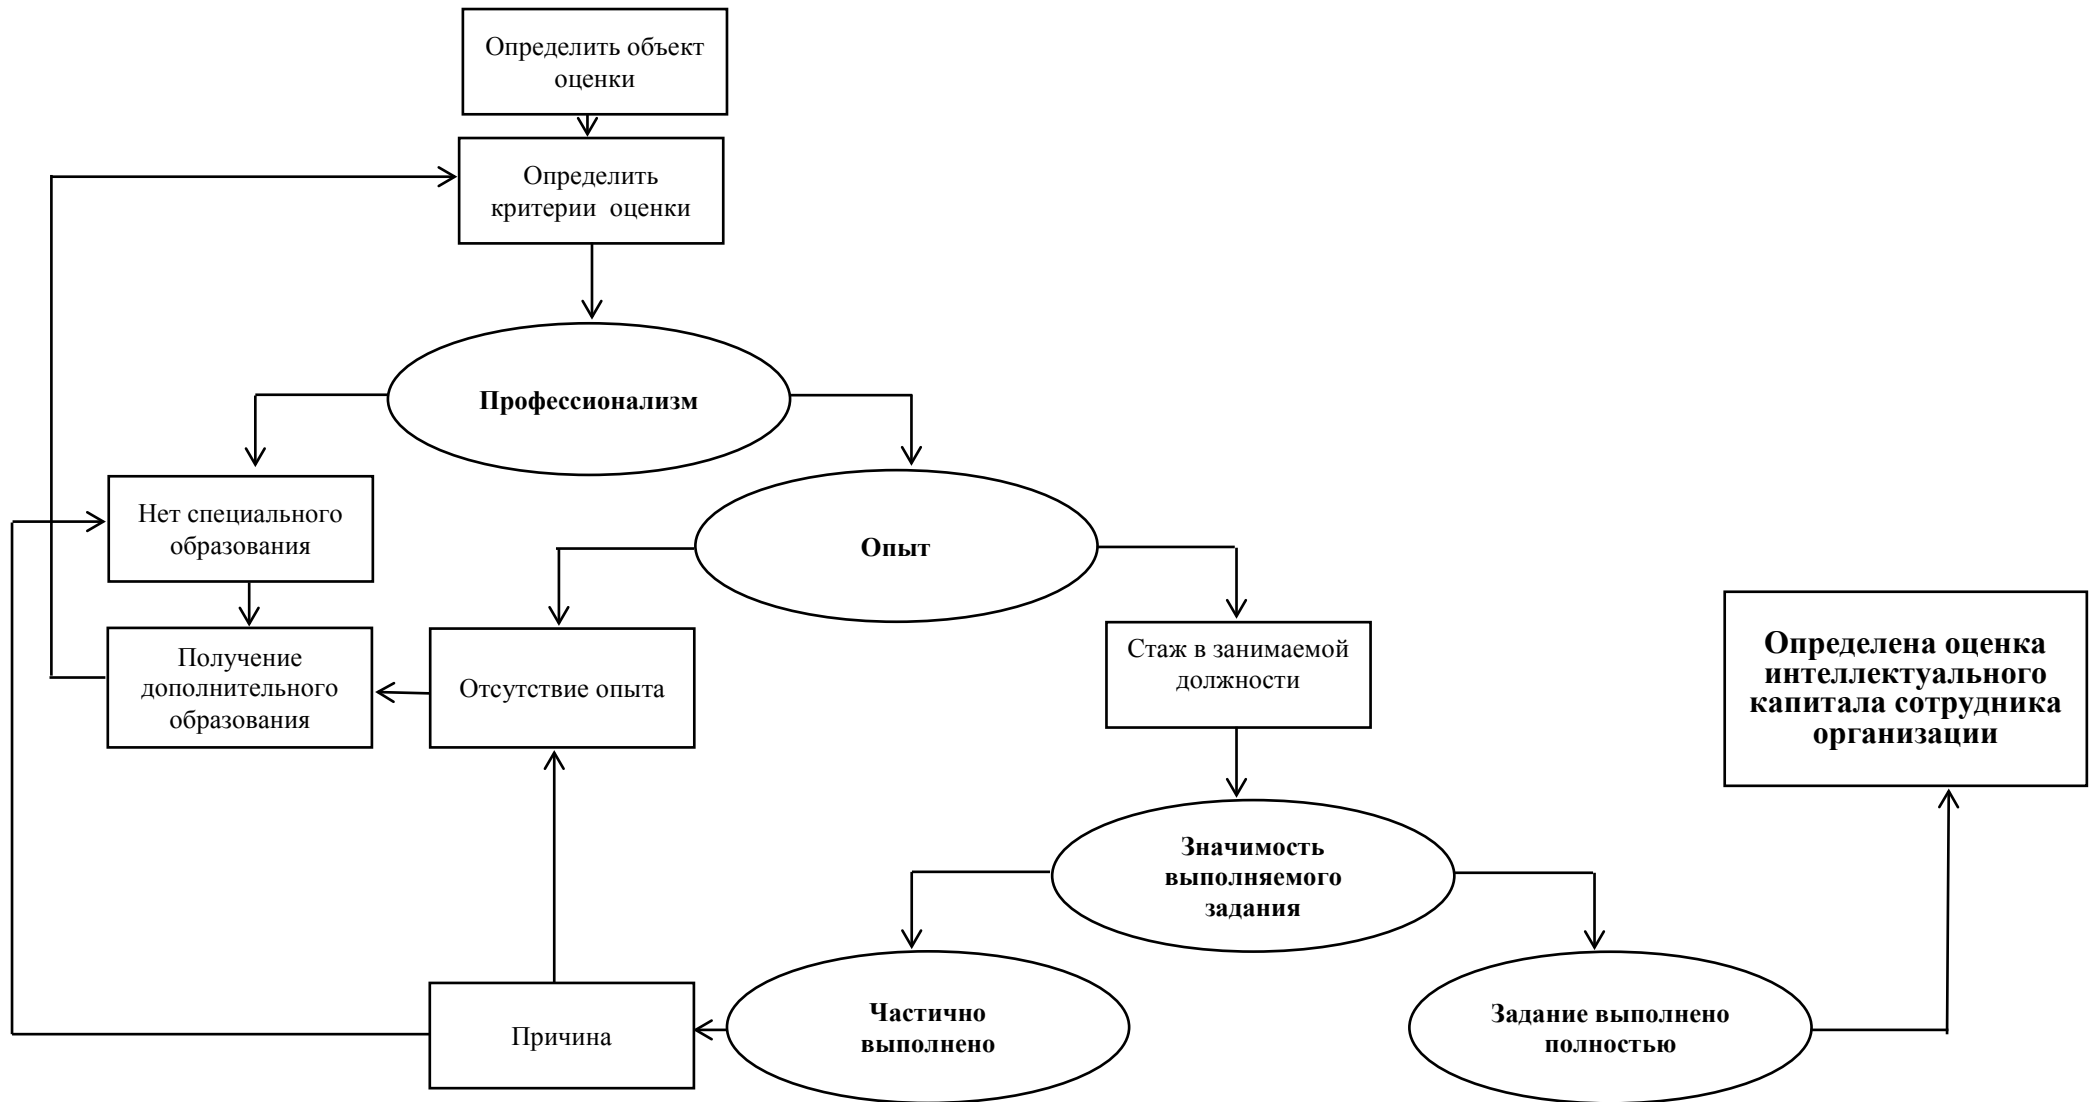 Определить объект
оценки
Определить
критерии оценки
Профессионализм
Нет специального
образования
Опыт
Получение
дополнительного
образования
Отсутствие опыта
Стаж в занимаемой
должности
Определена оценка
интеллектуального
капитала сотрудника
организации
Значимость
выполняемого
задания
Причина
Частично
выполнено
Задание выполнено
полностью